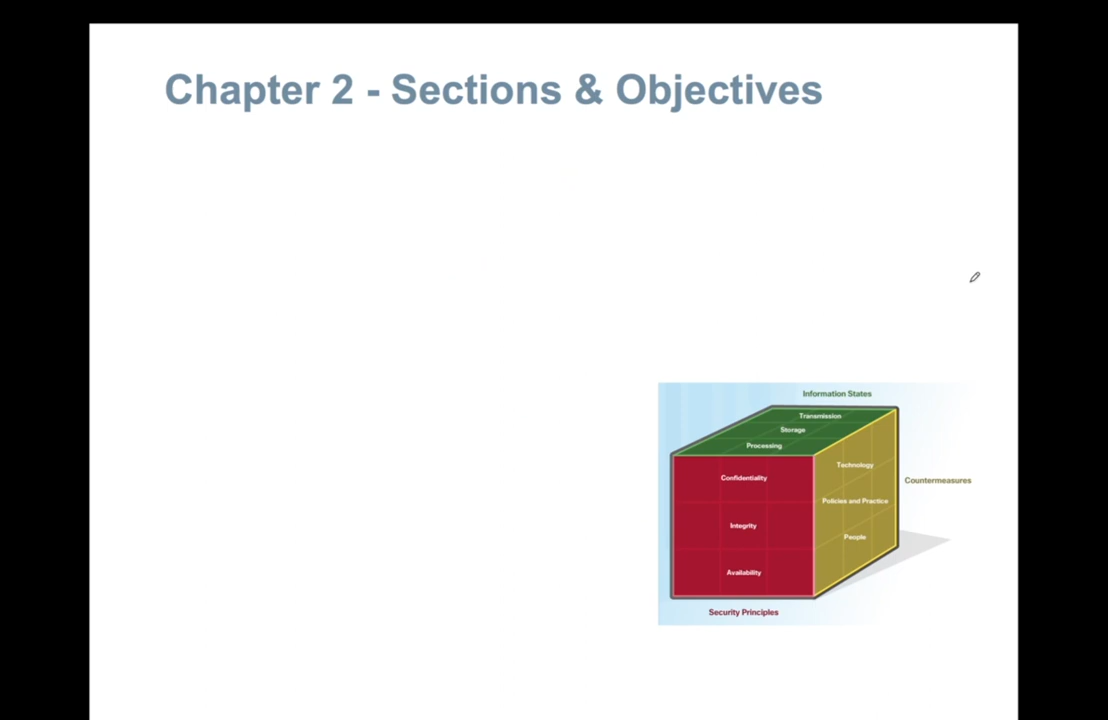 Chapter 2 - Sections & Objectives
Information States
Transmission
Storage
Processing
Confidentiality
Technology
Countermeasures
Policies and Practice
Integrity
People
Availability
Security Principles